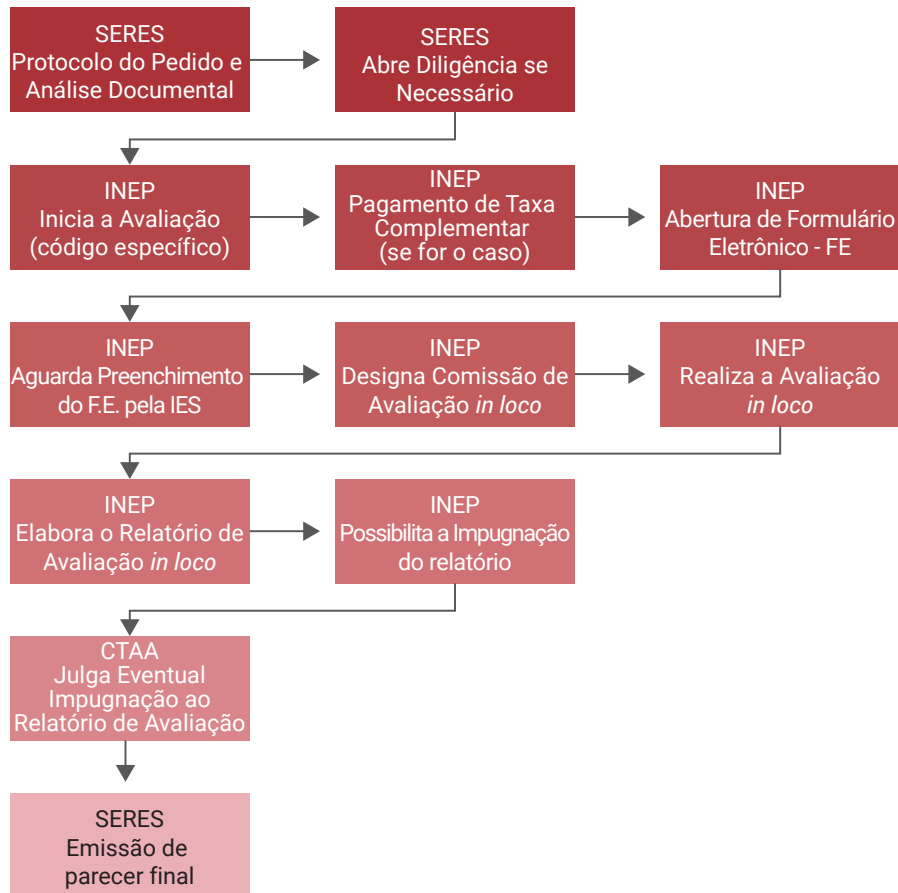 SERES
Protocolo do Pedido e
Análise Documental
SERES
Abre Diligência se
Necessário
INEP
Inicia a Avaliação
(código específico)
INEP
Pagamento de Taxa
Complementar
(se for o caso)
INEP
Abertura de Formulário
Eletrônico - FE
INEP
Aguarda Preenchimento
do F.E. pela IES
INEP
Designa Comissão de
Avaliação in loco
INEP
Realiza a Avaliação
in loco
INEP
Elabora o Relatório de
Avaliação in loco
INEP
Possibilita a Impugnação
do relatório
CTAA
Julga Eventual
Impugnação ao
Relatório de Avaliação
SERES
Emissão de
parecer final